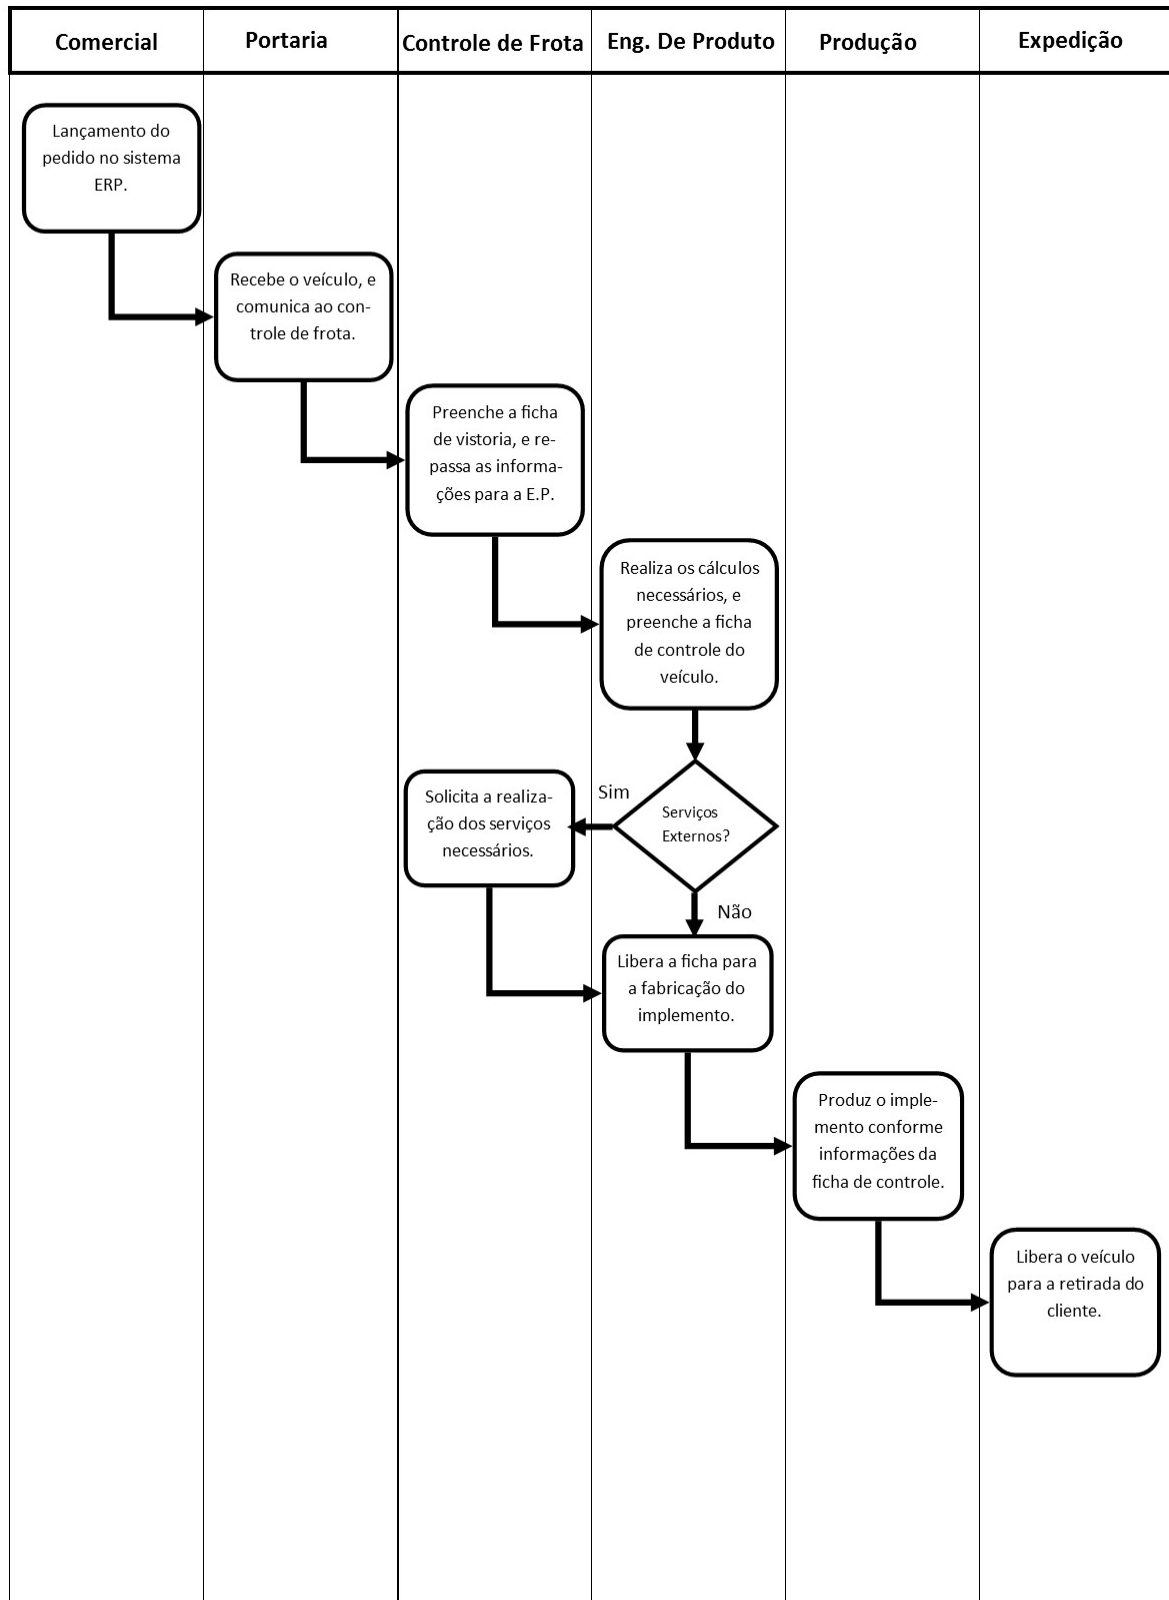 Comercial
Portaria
Controle de Frota
Eng. De Produto
Produção
Expedição
Lançamento do
pedido no sistema
ERP.
Recebe o veículo, e
comunica ao con-
trole de frota.
Preenche a ficha
de vistoria, e re-
passa as informa-
ções para a E.P.
Realiza os cálculos
necessários, e
preenche a ficha
de controle do
veículo.
Serviços
Externos?
Sim
Solicita a realiza-
ção dos serviços
necessários.
Não
Libera a ficha para
a fabricação do
implemento.
Produz o imple-
mento conforme
informações da
ficha de controle.
Libera o veículo
para a retirada do
cliente.